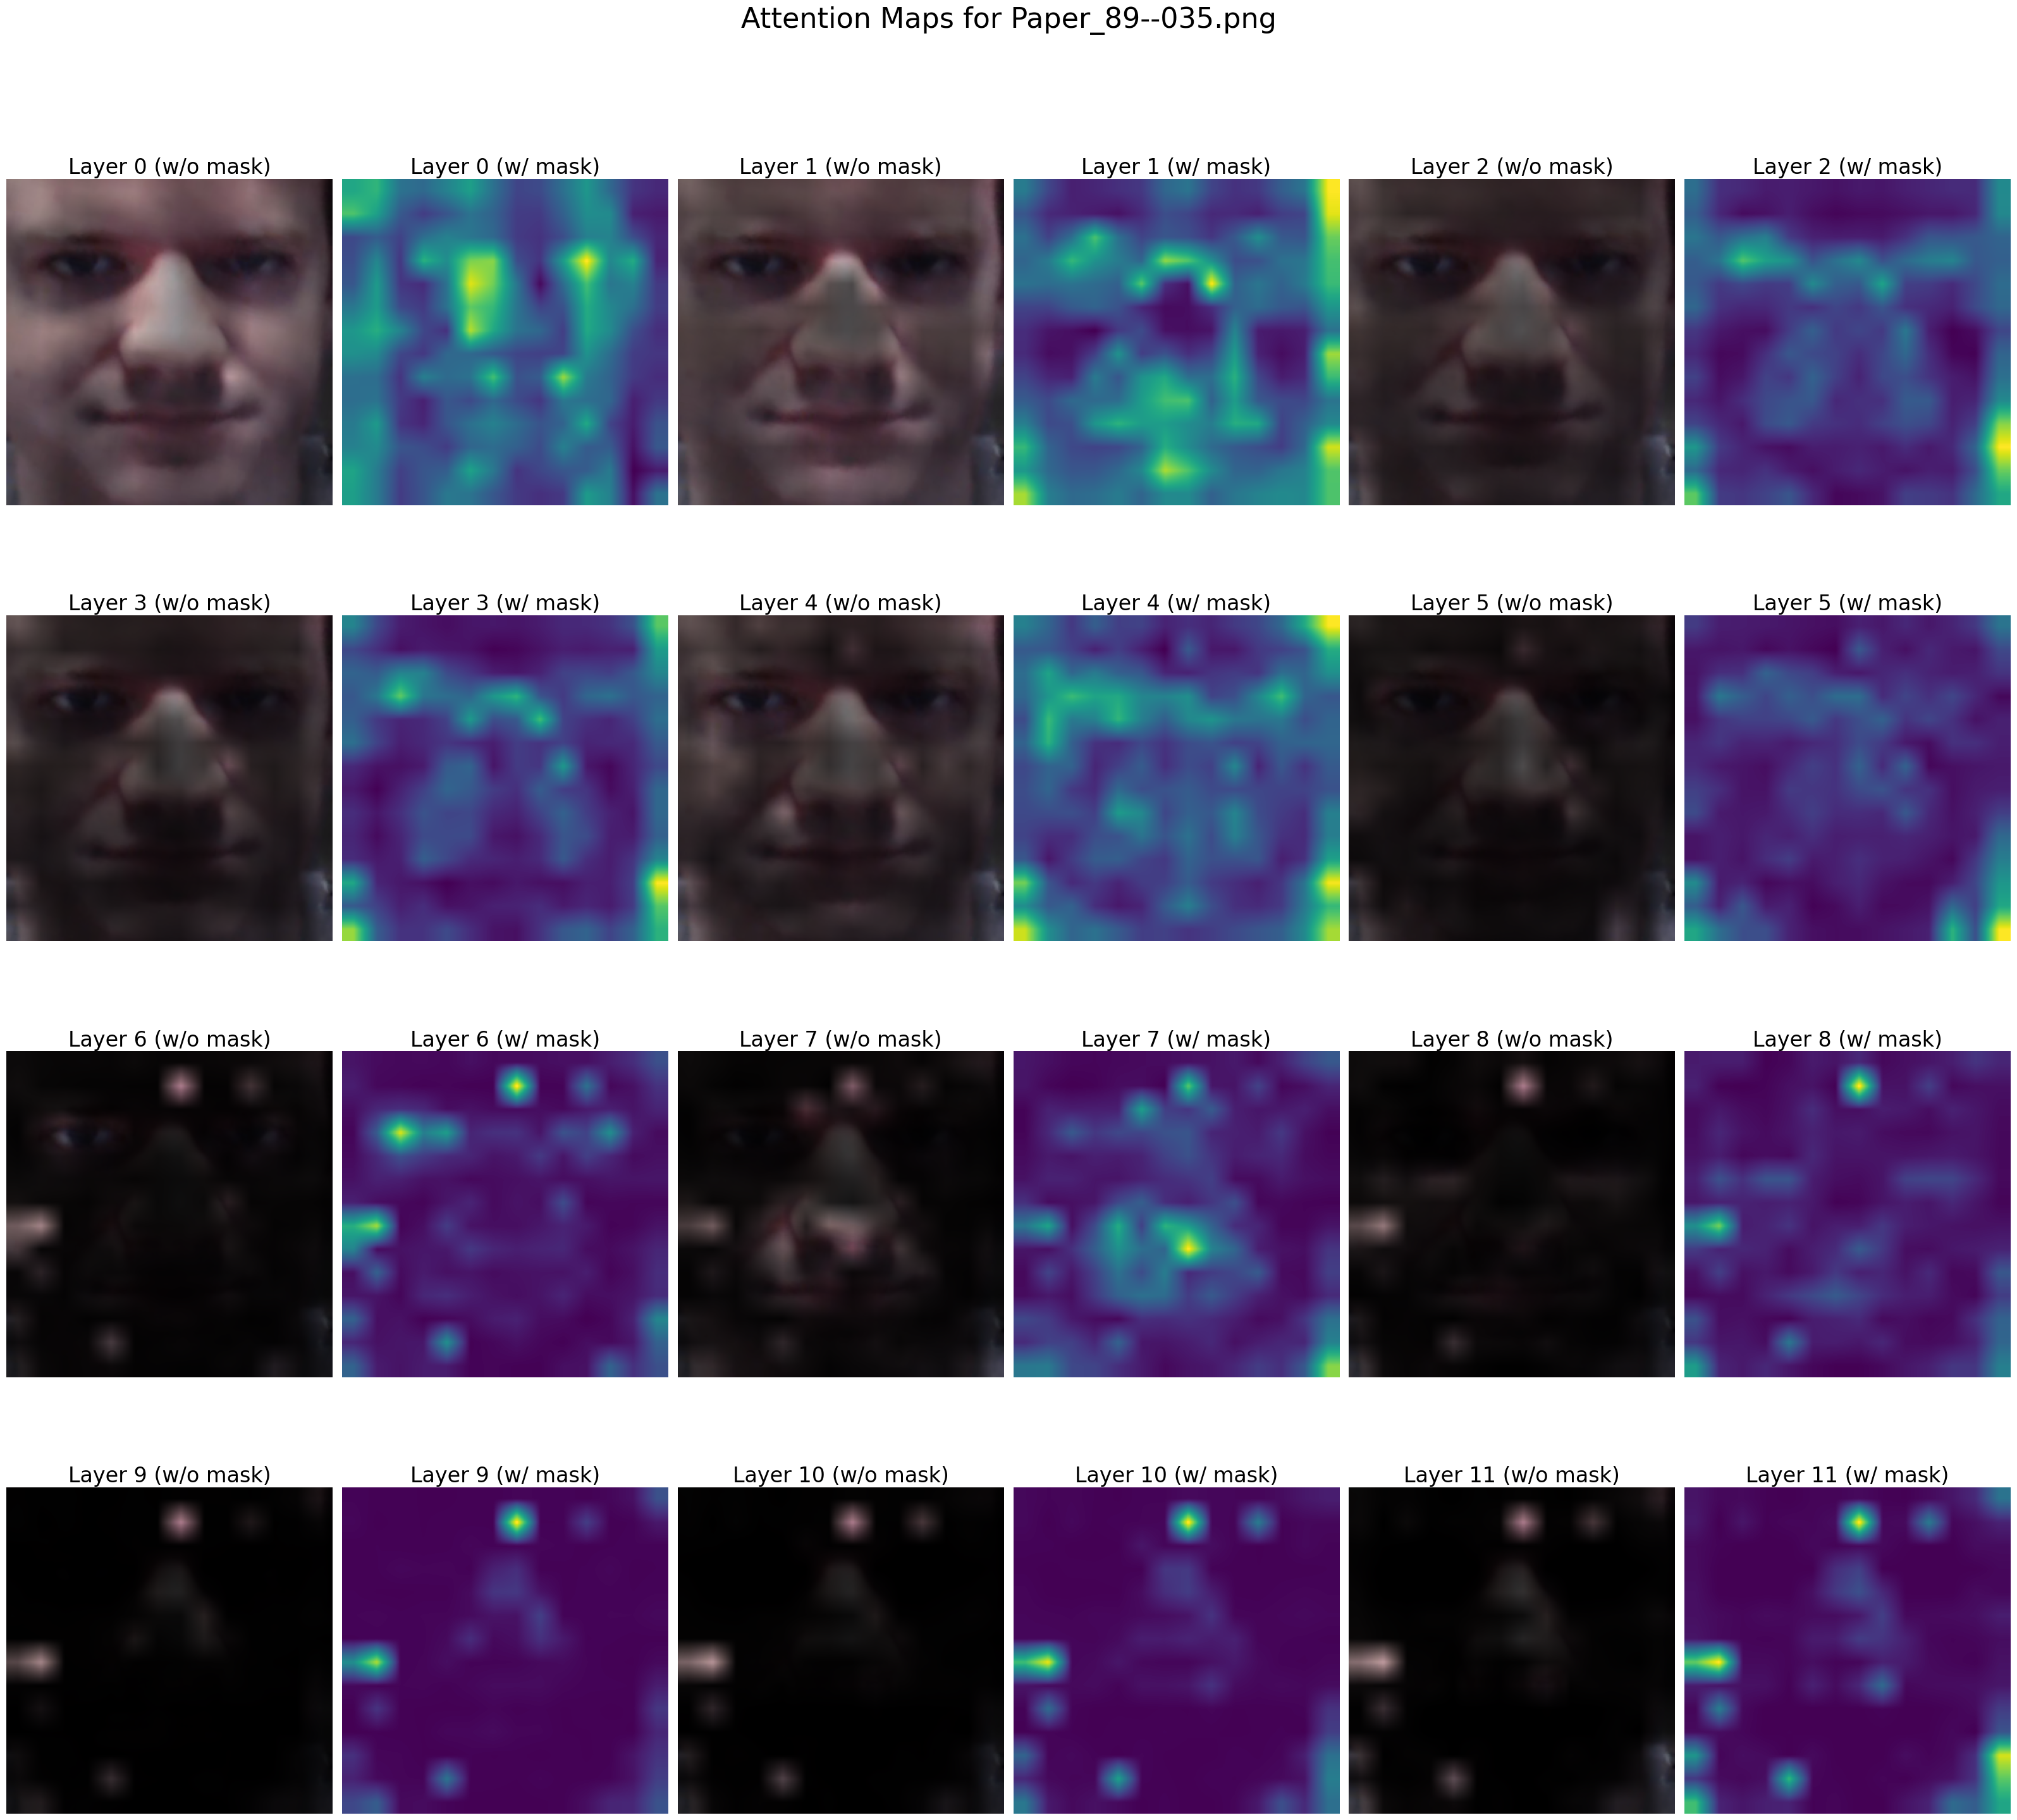 Attention Maps for Paper_89--035.png
Layer 0 (w/o mask) Layer 0 (w/ mask) Layer 1 (w/o mask) Layer 1 (w/ mask) Layer 2 (w/o mask) Layer 2 (w/ mask)
Layer 3 (w/o mask) Layer 3 (w/ mask) Layer 4 (w/o mask) Layer 4 (w/ mask) Layer 5 (w/o mask) Layer 5 (w/ mask)
Layer 6 (w/o mask) Layer 6 (w/ mask) Layer 7 (w/o mask) Layer 7 (w/ mask) Layer 8 (w/o mask) Layer 8 (w/ mask)
Layer 9 (w/o mask) Layer 9 (w/ mask) Layer 10 (w/o mask) Layer 10 (w/ mask) Layer 11 (w/o mask) Layer 11 (w/ mask)